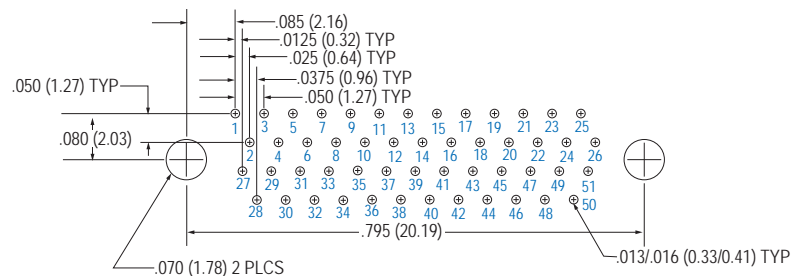 .085 (2.16)
.0125 (0.32) TYP
.025 (0.64) TYP
.0375 (0.96) TYP
.050 (1.27) TYP
.050 (1.27) TYP
.080 (2.03)
1 3 5 7 9 11 13 15 17 19 21 23 25
2 4 6 8 10 12 14 16 18 20 22 24 26
27 29 31 33 35 37 39 41 43 45 47 49 51
28 30 32 34 36 38 40 42 44 46 48 50
.795 (20.19)
.013/.016 (0.33/0.41) TYP
.070 (1.78) 2 PLCS